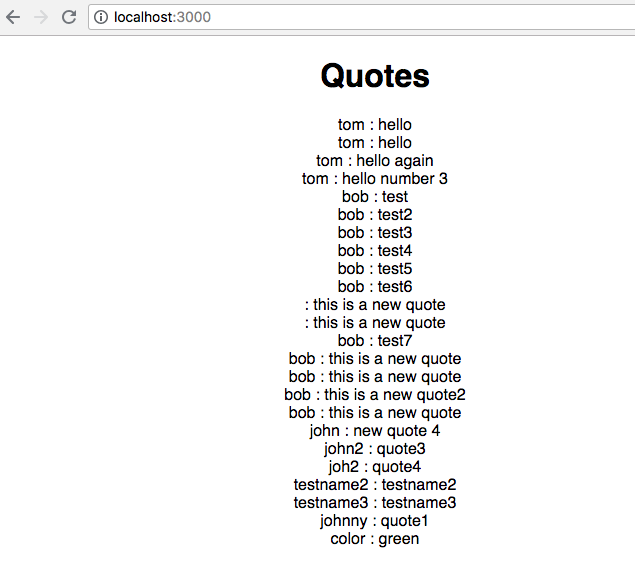 localhost:3000
Quotes
tom : hello
tom : hello
tom : hello again
tom : hello number 3
bob : test
bob : test2
bob : test3
bob : test4
bob : test5
bob : test6
: this is a new quote
: this is a new quote
bob : test7
bob : this is a new quote
bob : this is a new quote
bob : this is a new quote2
bob : this is a new quote
john : new quote 4
john2 : quote3
joh2 : quote4
testname2 : testname2
testname3 : testname3
johnny : quote1
color : green